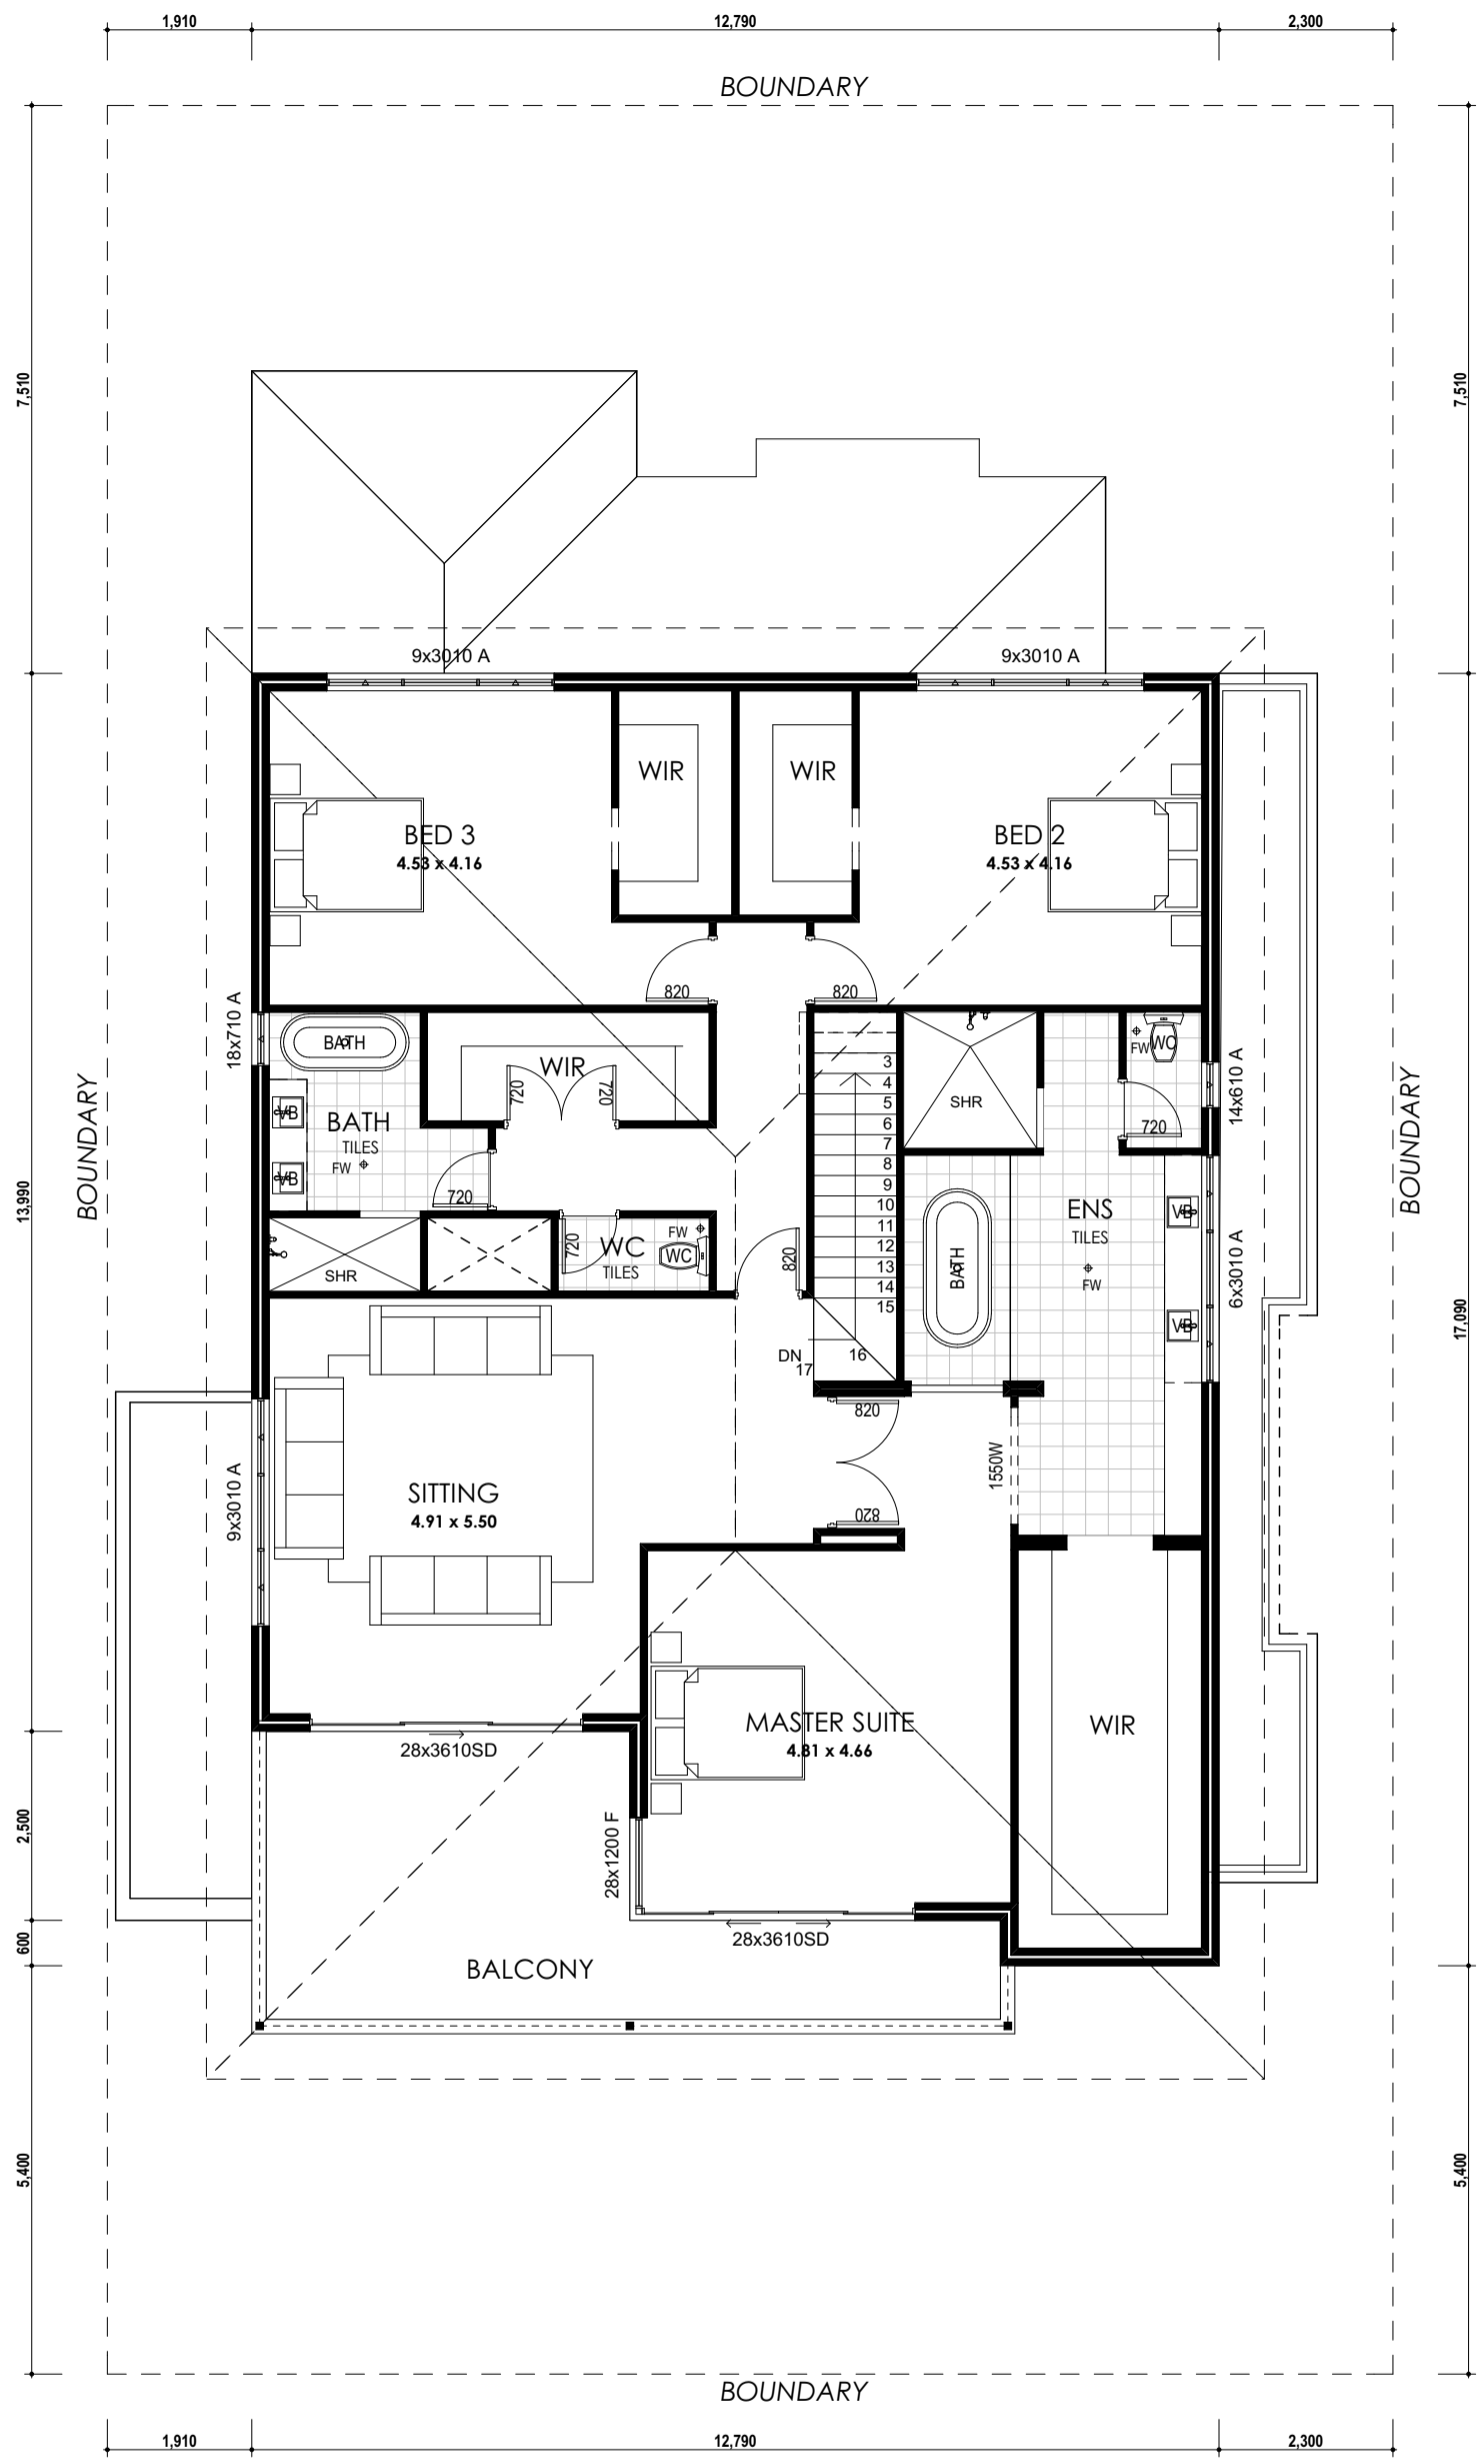 1,910
12,790
2,300
BOUNDARY
7,510
7,510
9x3010 A
9x3010 A
WIR
WIR
BED 3
4.53 x 4.16
BED 2
4.53 x 4.16
820
820
18x710 A
BATH
WIR
720
720
VB
BATH
TILES
FW
VB
720
SHR
720
WC
TILES
FW
WC
820
3
4
5
6
7
8
9
10
11
12
13
14
15
16
17
DN
SHR
FW
WC
720
14x610 A
BATH
ENS
TILES
FW
VB
VB
6x3010 A
BOUNDARY
BOUNDARY
13,990
17,090
820
820
1550W
9x3010 A
SITTING
4.91 x 5.50
28x3610SD
MASTER SUITE
4.81 x 4.66
WIR
28x1200 F
28x3610SD
BALCONY
2,500
600
5,400
5,400
BOUNDARY
1,910
12,790
2,300